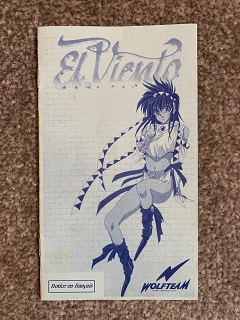 El Viento
Notice en français
WOLFTEAM